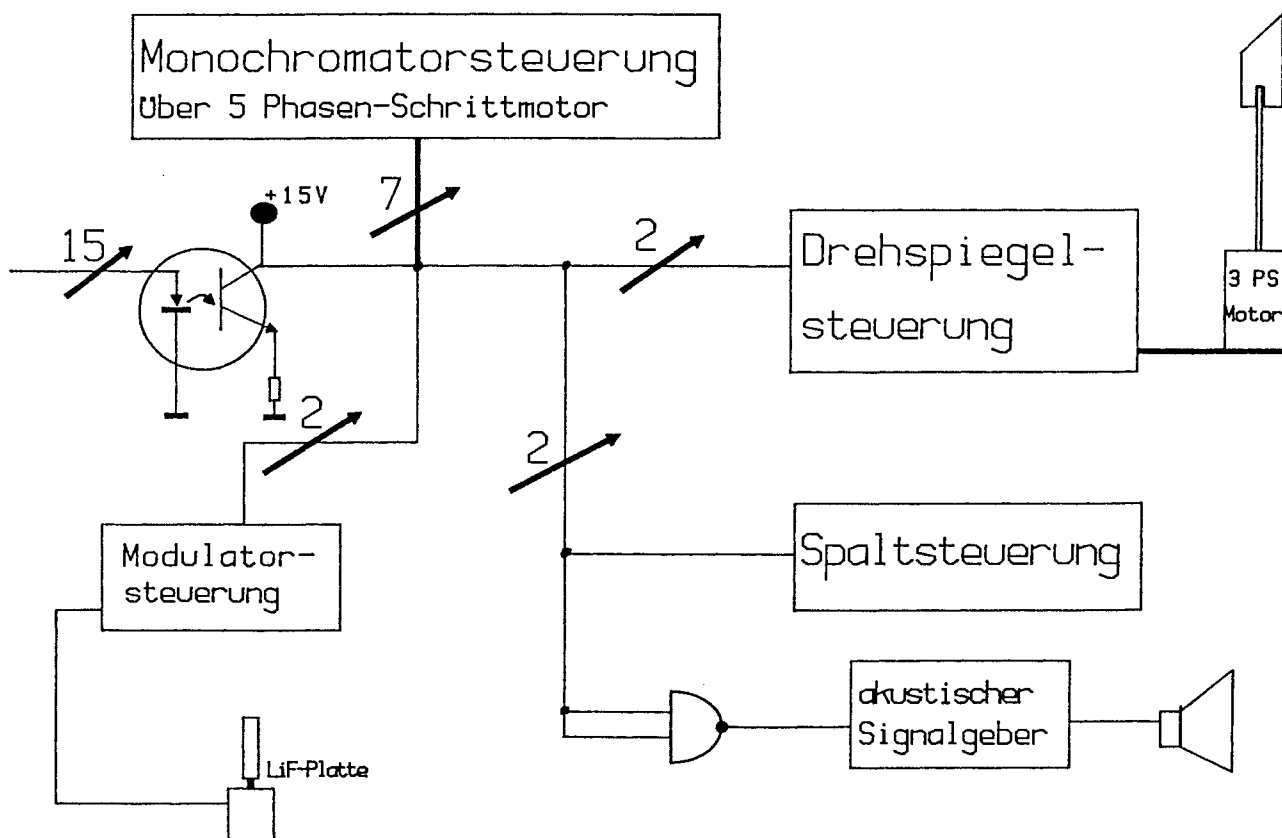 Monochromatorsteuerung
über 5 Phasen-Schrittmotor
+15V
7
15
2
Drehspiegel-
steuerung
3 PS
Motor
2
2
Modulator-
steuerung
Spaltsteuerung
akustischer
Signalgeber
LiF-Platte